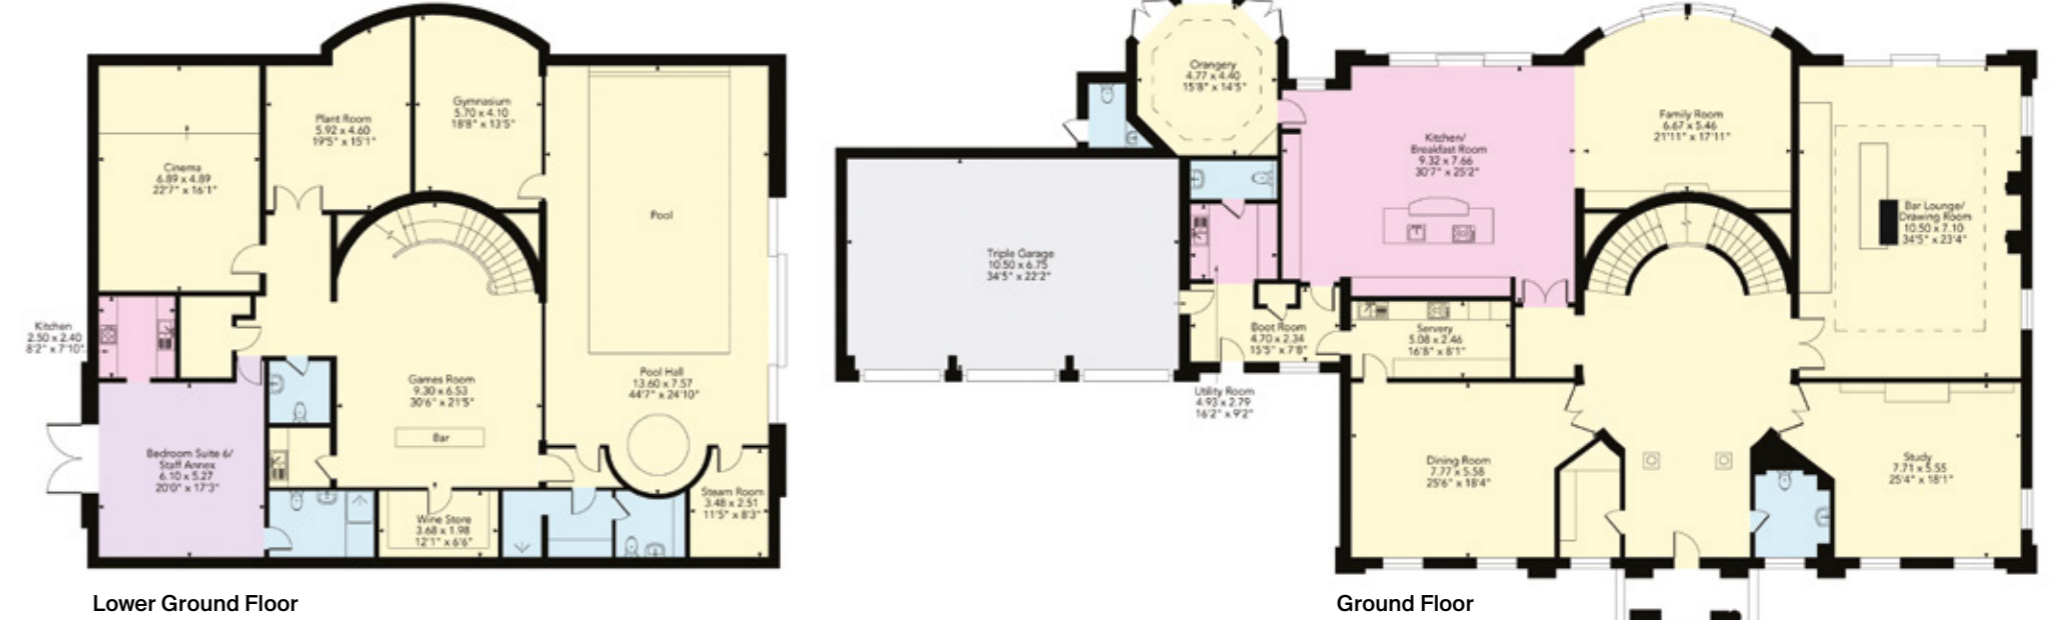 Cinema
6.89 x 4.89
22'7" x 16'1"
Plant Room
5.92 x 4.60
19'5" x 15'1"
Gymnasium
5.70 x 4.10
18'8" x 13'5"
Pool
Kitchen
2.50 x 2.40
8'2" x 7'10"
Games Room
9.30 x 6.53
30'6" x 21'5"
Bar
Pool Hall
13.60 x 7.57
44'7" x 24'10"
Bedroom Suite 6/
Staff Annex
6.10 x 5.27
20'0" x 17'3"
Wine Store
3.68 x 1.98
12'1" x 6'6"
Steam Room
3.48 x 2.51
11'5" x 8'3"
Lower Ground Floor
Orangery
4.77 x 4.40
15'8" x 14'5"
Kitchen/
Breakfast Room
9.32 x 7.66
30'7" x 25'2"
Family Room
6.67 x 5.46
21'11" x 17'11"
Bar Lounge/
Drawing Room
10.50 x 7.10
34'5" x 23'4"
Triple Garage
10.50 x 6.75
34'5" x 22'2"
Boot Room
4.70 x 2.34
15'5" x 7'8"
Servery
5.08 x 2.46
16'8" x 8'1"
Utility Room
4.93 x 2.79
16'2" x 9'2"
Dining Room
7.77 x 5.58
25'6" x 18'4"
Study
7.71 x 5.55
25'4" x 18'1"
Ground Floor